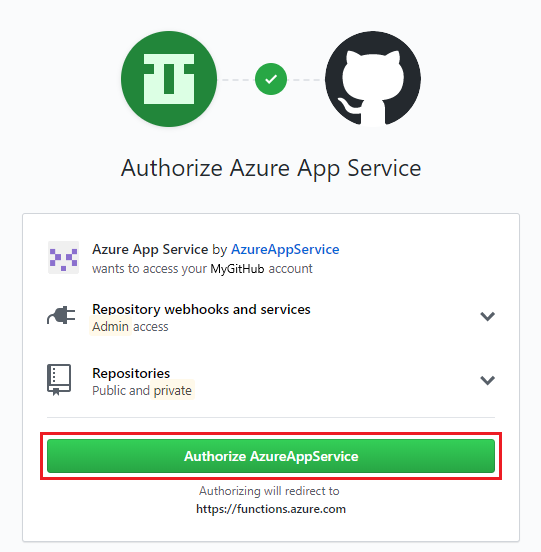 Authorize Azure App Service
Azure App Service by AzureAppService
wants to access your MyGitHub account
Repository webhooks and services
Admin access
Repositories
Public and private
Authorize AzureAppService
Authorizing will redirect to
https://functions.azure.com